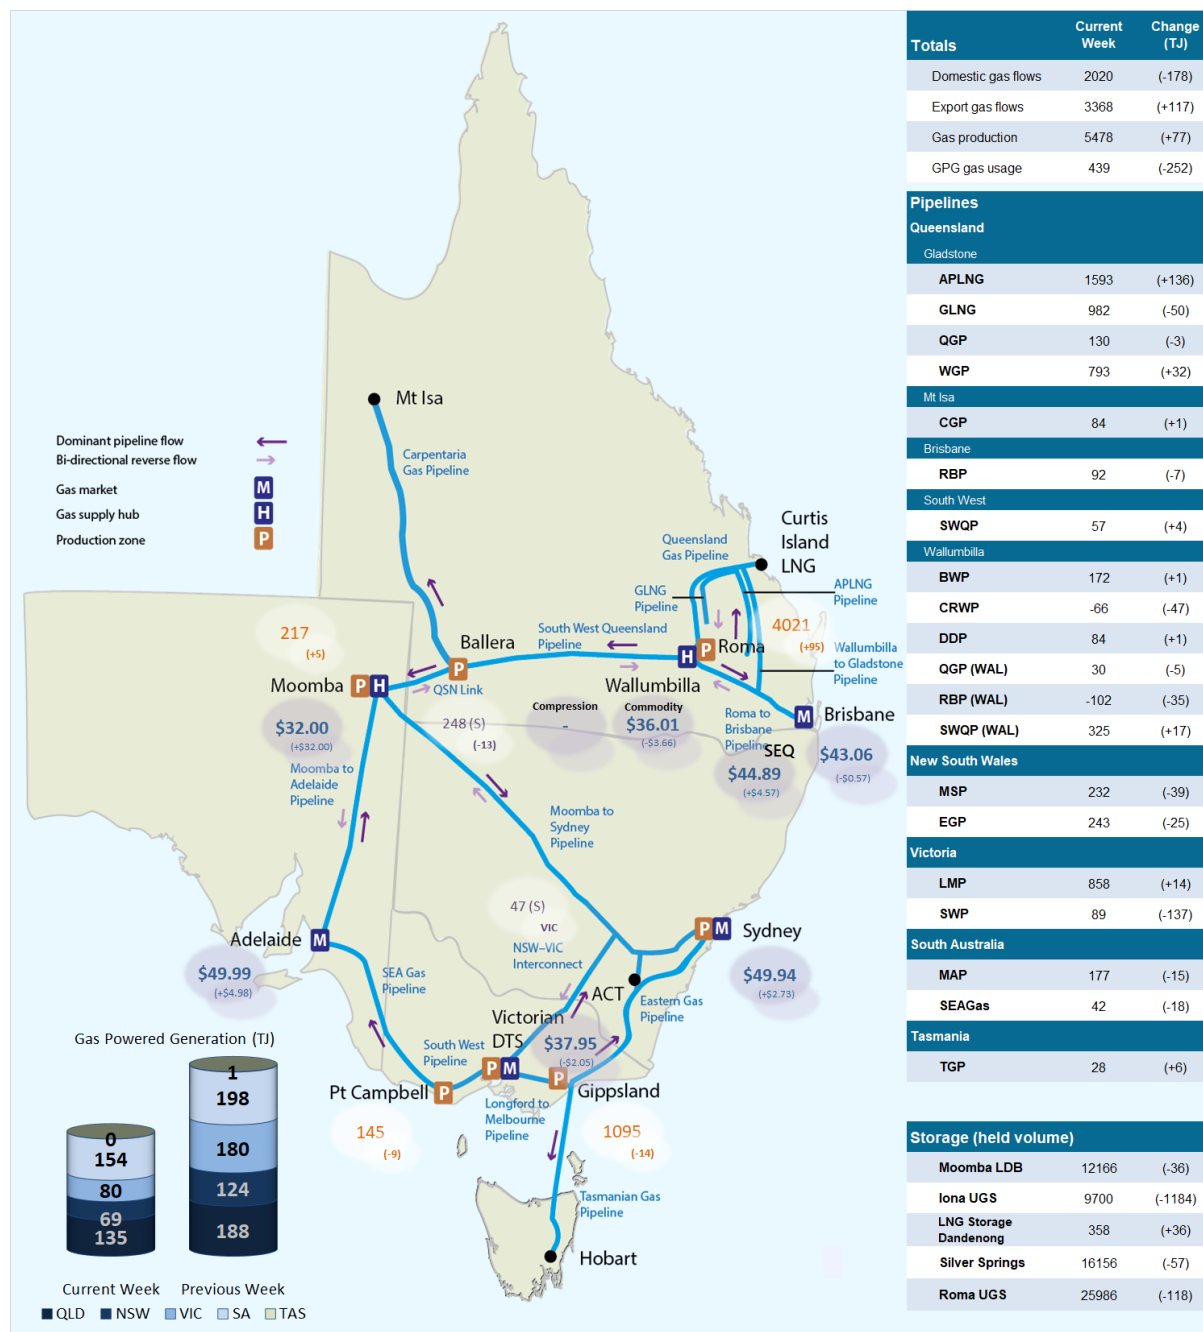 Mt Isa
Dominant pipeline flow
Bi-directional reverse flow
Gas market M
Gas supply hub H
Production zone P
Carpentaria
Gas Pipeline
Curtis
Island
LNG
Queensland
Gas Pipeline
GLNG
Pipeline
APLNG
Pipeline
217
(+5)
4021
(+95)
Ballera
P
South West Queensland
Pipeline
H P Roma
Wallumbilla
to Gladstone
Pipeline
Moomba P H
QSN Link
Wallumbilla
$32.00
(+$32.00)
248 (S)
(-13)
Compression
-
Commodity
$36.01
(-$3.66)
Roma to
Brisbane
Pipeline
M Brisbane
SEQ
$44.89
(+$4.57)
$43.06
(-$0.57)
Moomba to
Adelaide
Pipeline
Moomba to
Sydney
Pipeline
47 (S)
VIC
NSW-VIC
Interconnect
Adelaide M
P M Sydney
$49.99
(+$4.98)
SEA Gas
Pipeline
ACT
Eastern Gas
Pipeline
$49.94
(+$2.73)
Victorian
DTS
$37.95
(-$2.05)
South West
Pipeline
P M
P
Pt Campbell P
Gippsland
145
(-9)
Longford to
Melbourne
Pipeline
1095
(-14)
Tasmanian Gas
Pipeline
Hobart
Gas Powered Generation (TJ)
0
154
80
69
135
1
198
180
124
188
Current Week Previous Week
QLD NSW VIC SA TAS
Totals Current Week Change (TJ)
Domestic gas flows 2020 (-178)
Export gas flows 3368 (+117)
Gas production 5478 (+77)
GPG gas usage 439 (-252)
Pipelines
Queensland
Gladstone
APLNG 1593 (+136)
GLNG 982 (-50)
QGP 130 (-3)
WGP 793 (+32)
Mt Isa
CGP 84 (+1)
Brisbane
RBP 92 (-7)
South West
SWQP 57 (+4)
Wallumbilla
BWP 172 (+1)
CRWP -66 (-47)
DDP 84 (+1)
QGP (WAL) 30 (-5)
RBP (WAL) -102 (-35)
SWQP (WAL) 325 (+17)
New South Wales
MSP 232 (-39)
EGP 243 (-25)
Victoria
LMP 858 (+14)
SWP 89 (-137)
South Australia
MAP 177 (-15)
SEAGas 42 (-18)
Tasmania
TGP 28 (+6)
Storage (held volume)
Moomba LDB 12166 (-36)
Iona UGS 9700 (-1184)
LNG Storage
Dandenong 358 (+36)
Silver Springs 16156 (-57)
Roma UGS 25986 (-118)